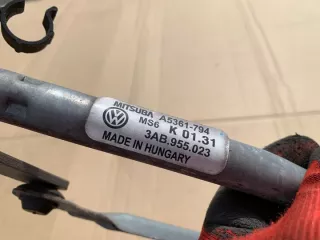 MITSUBA A5361-794
MS6 K 01.31
3AB.955.023
MADE IN HUNGARY